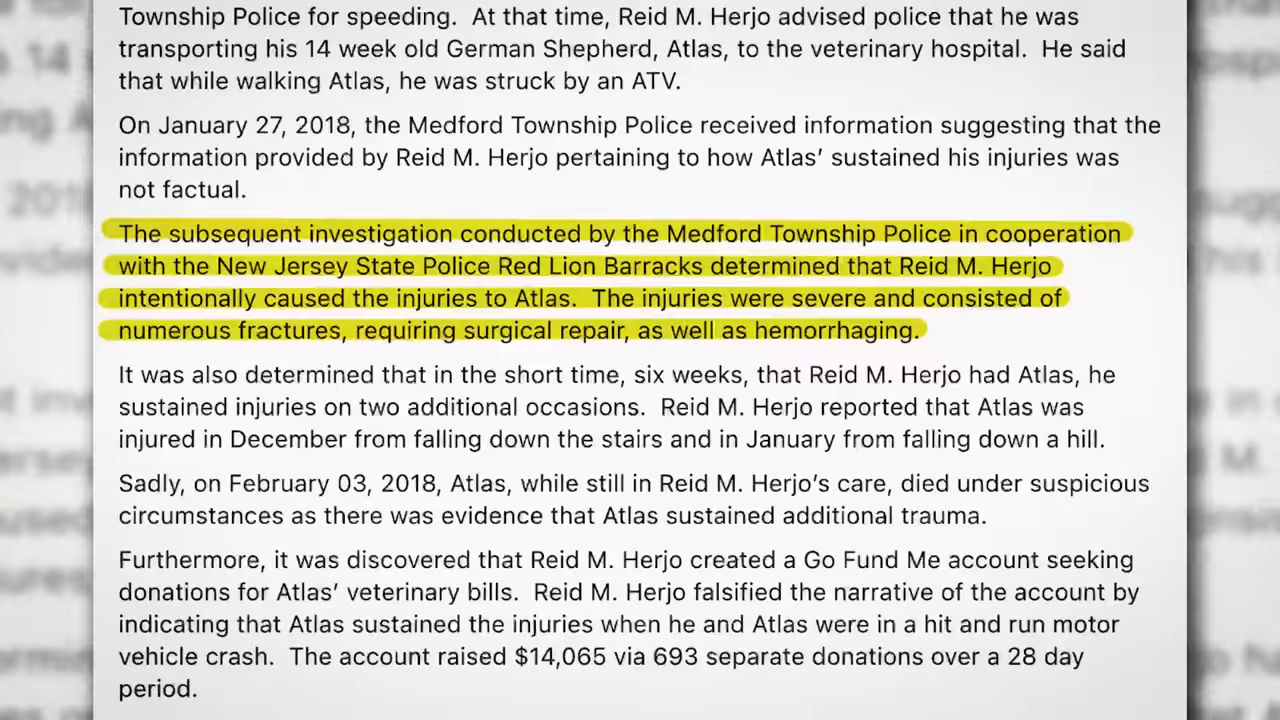 Township Police for speeding.  At that time, Reid M. Herjo advised police that he was
transporting his 14 week old German Shepherd, Atlas, to the veterinary hospital.  He said
that while walking Atlas, he was struck by an ATV.
On January 27, 2018, the Medford Township Police received information suggesting that the
information provided by Reid M. Herjo pertaining to how Atlas’ sustained his injuries was
not factual.
The subsequent investigation conducted by the Medford Township Police in cooperation
with the New Jersey State Police Red Lion Barracks determined that Reid M. Herjo
intentionally caused the injuries to Atlas.  The injuries were severe and consisted of
numerous fractures, requiring surgical repair, as well as hemorrhaging.
It was also determined that in the short time, six weeks, that Reid M. Herjo had Atlas, he
sustained injuries on two additional occasions.  Reid M. Herjo reported that Atlas was
injured in December from falling down the stairs and in January from falling down a hill.
Sadly, on February 03, 2018, Atlas, while still in Reid M. Herjo’s care, died under suspicious
circumstances as there was evidence that Atlas sustained additional trauma.
Furthermore, it was discovered that Reid M. Herjo created a Go Fund Me account seeking
donations for Atlas’ veterinary bills.  Reid M. Herjo falsified the narrative of the account by
indicating that Atlas sustained the injuries when he and Atlas were in a hit and run motor
vehicle crash.  The account raised $14,065 via 693 separate donations over a 28 day
period.